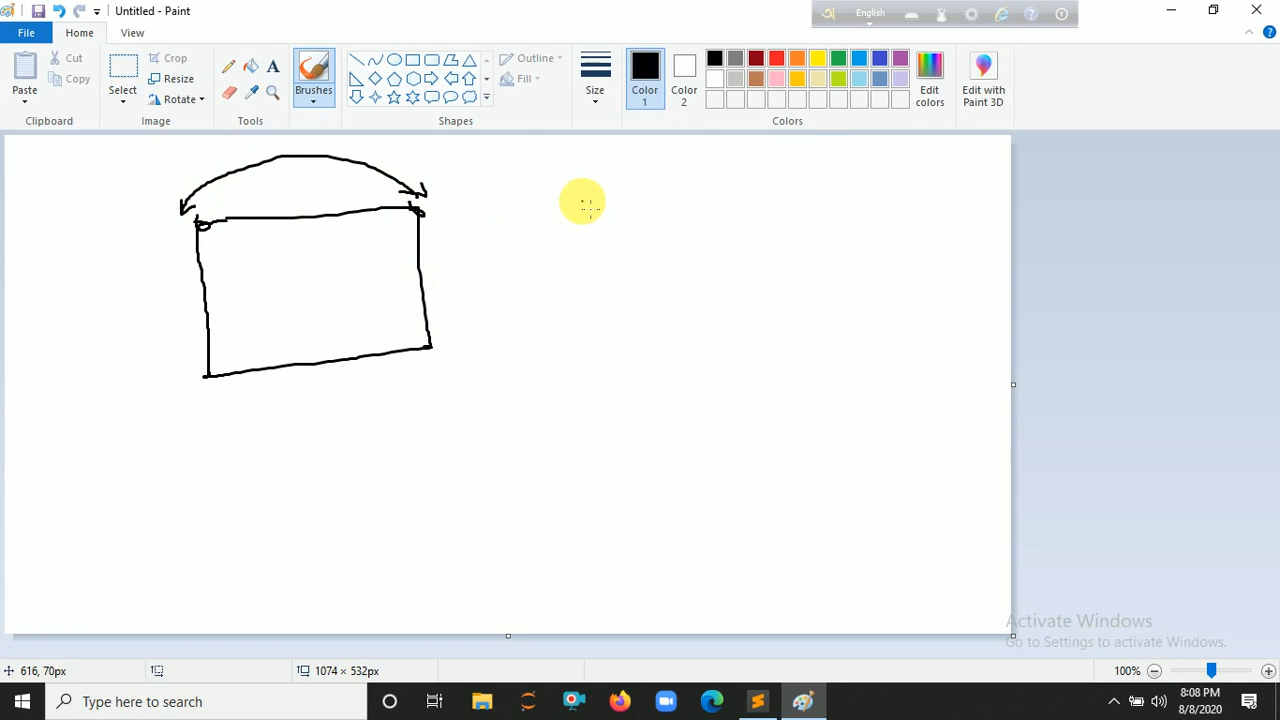 Untitled - Paint
English
File
Home
View
Paste
Cut
Copy
Clipboard
Select
Crop
Resize
Rotate
Image
Tools
Brushes
Shapes
Outline
Fill
Size
Color 1
Color 2
Edit colors
Colors
Edit with Paint 3D
Activate Windows
Go to Settings to activate Windows.
616, 70px
1074 × 532px
100%
Type here to search
8:08 PM
8/8/2020